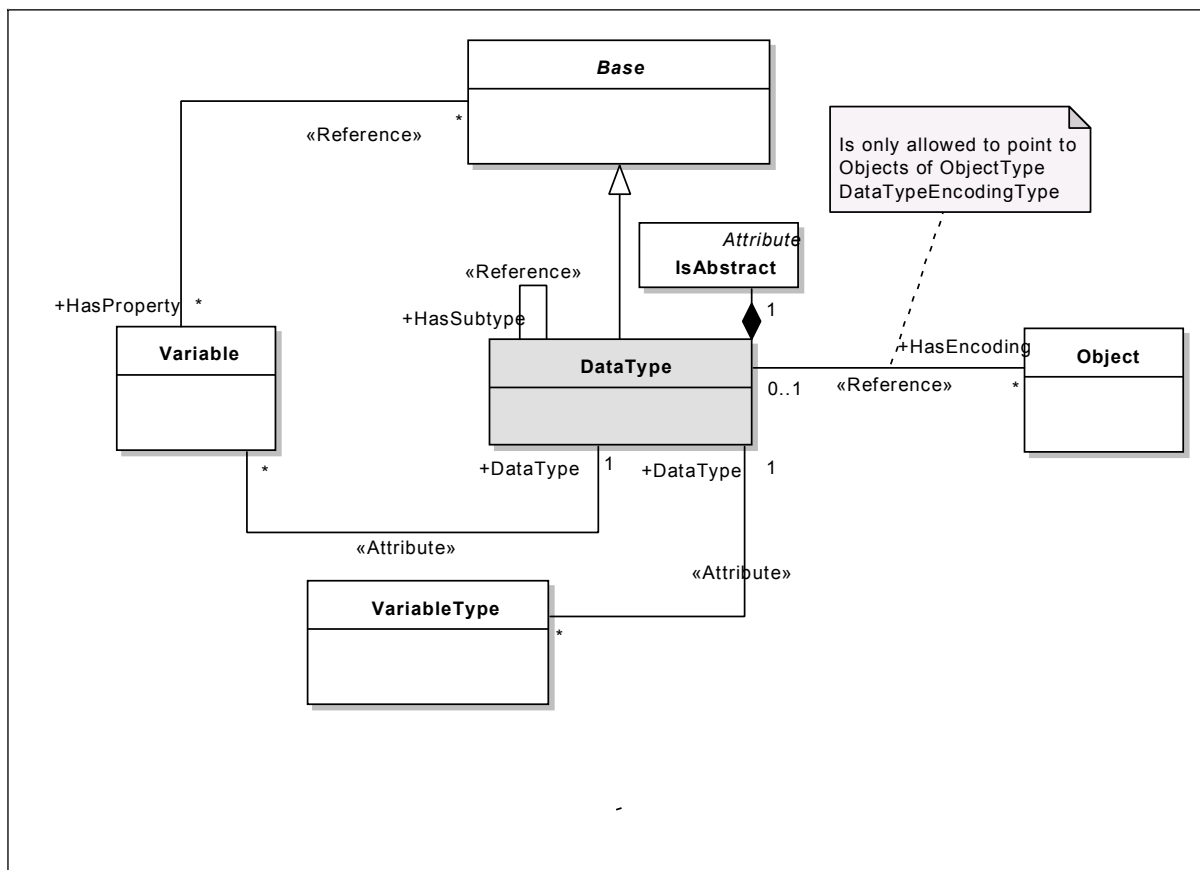 Base
«Reference»
*
Is only allowed to point to
Objects of ObjectType
DataTypeEncodingType
Attribute
IsAbstract
«Reference»
+HasSubtype
1
+HasProperty
*
Variable
DataType
+HasEncoding
Object
0..1
«Reference»
*
*
+DataType
1
+DataType
1
«Attribute»
«Attribute»
VariableType
*